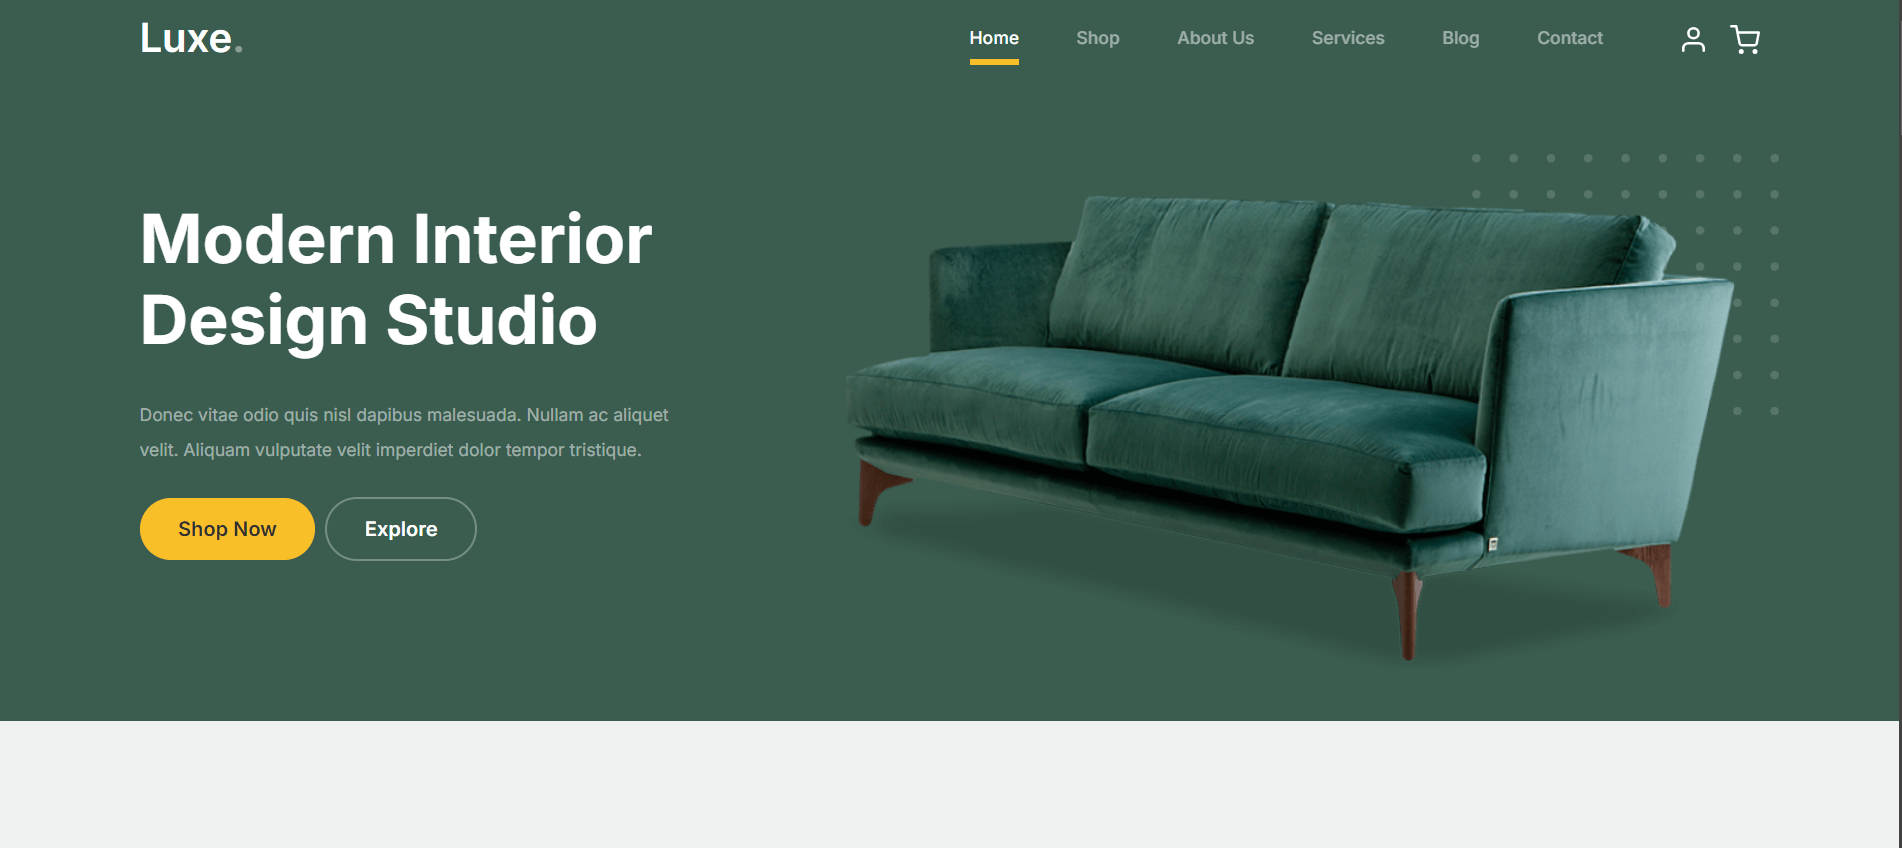 Luxe.
Home Shop About Us Services Blog Contact
Modern Interior
Design Studio
Donec vitae odio quis nisl dapibus malesuada. Nullam ac aliquet
velit. Aliquam vulputate velit imperdiet dolor tempor tristique.
Shop Now Explore